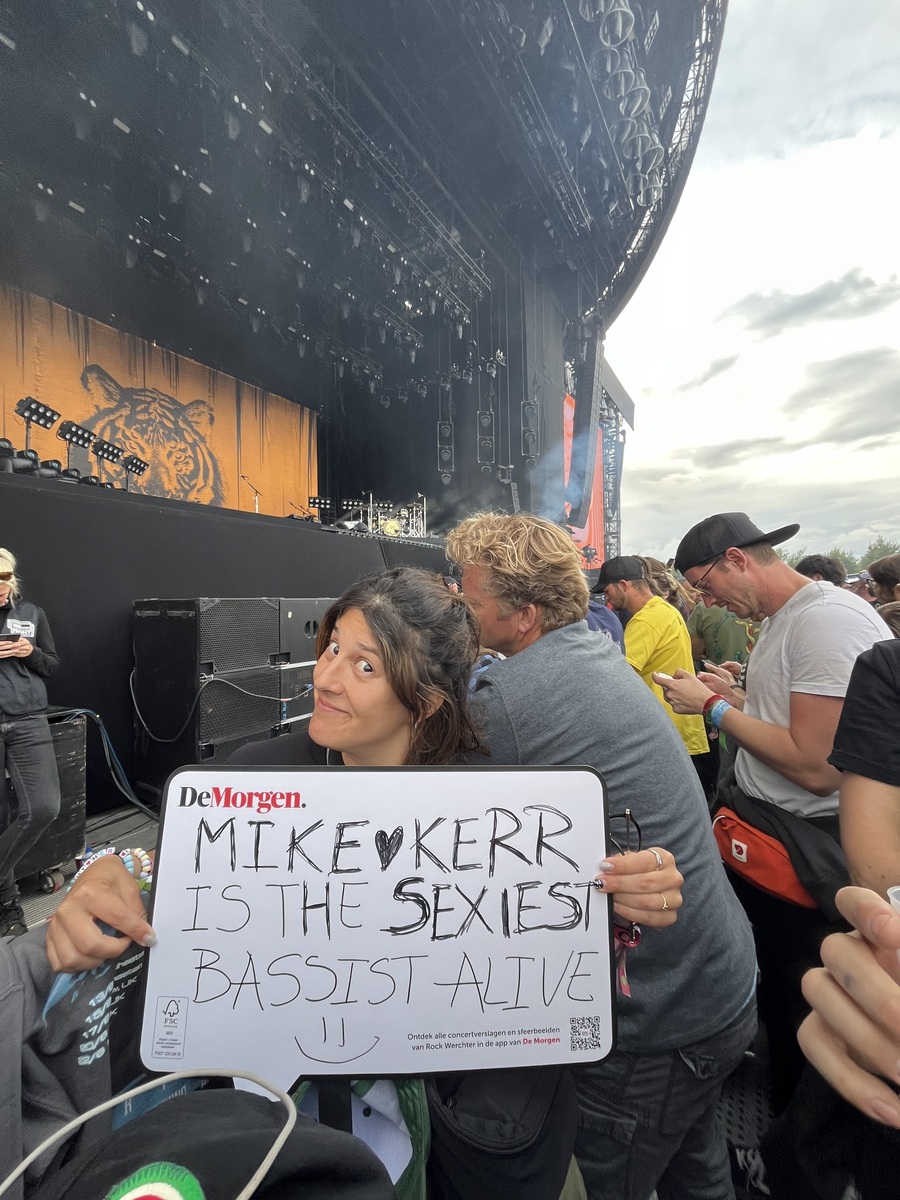 DeMorgen.
MIKE♥KERR
IS THE SEXIEST
BASSIST ALIVE
FSC
Ontdek alle concertverslagen en sfeerbeelden
van Rock Werchter in de app van De Morgen